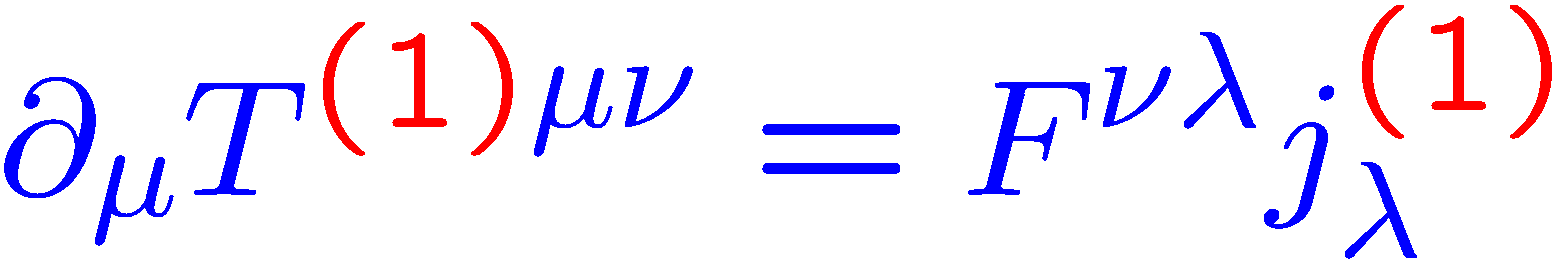 ∂_μ T^{(1)μν} = F^{νλ} j_λ^{(1)}